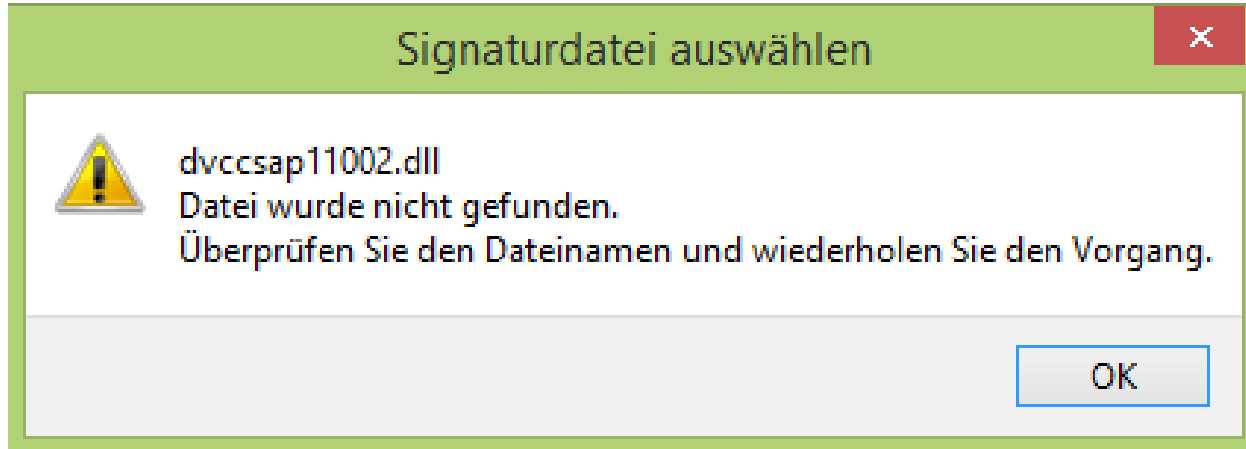 Signaturdatei auswählen
dvccsap11002.dll
Datei wurde nicht gefunden.
Überprüfen Sie den Dateinamen und wiederholen Sie den Vorgang.
OK